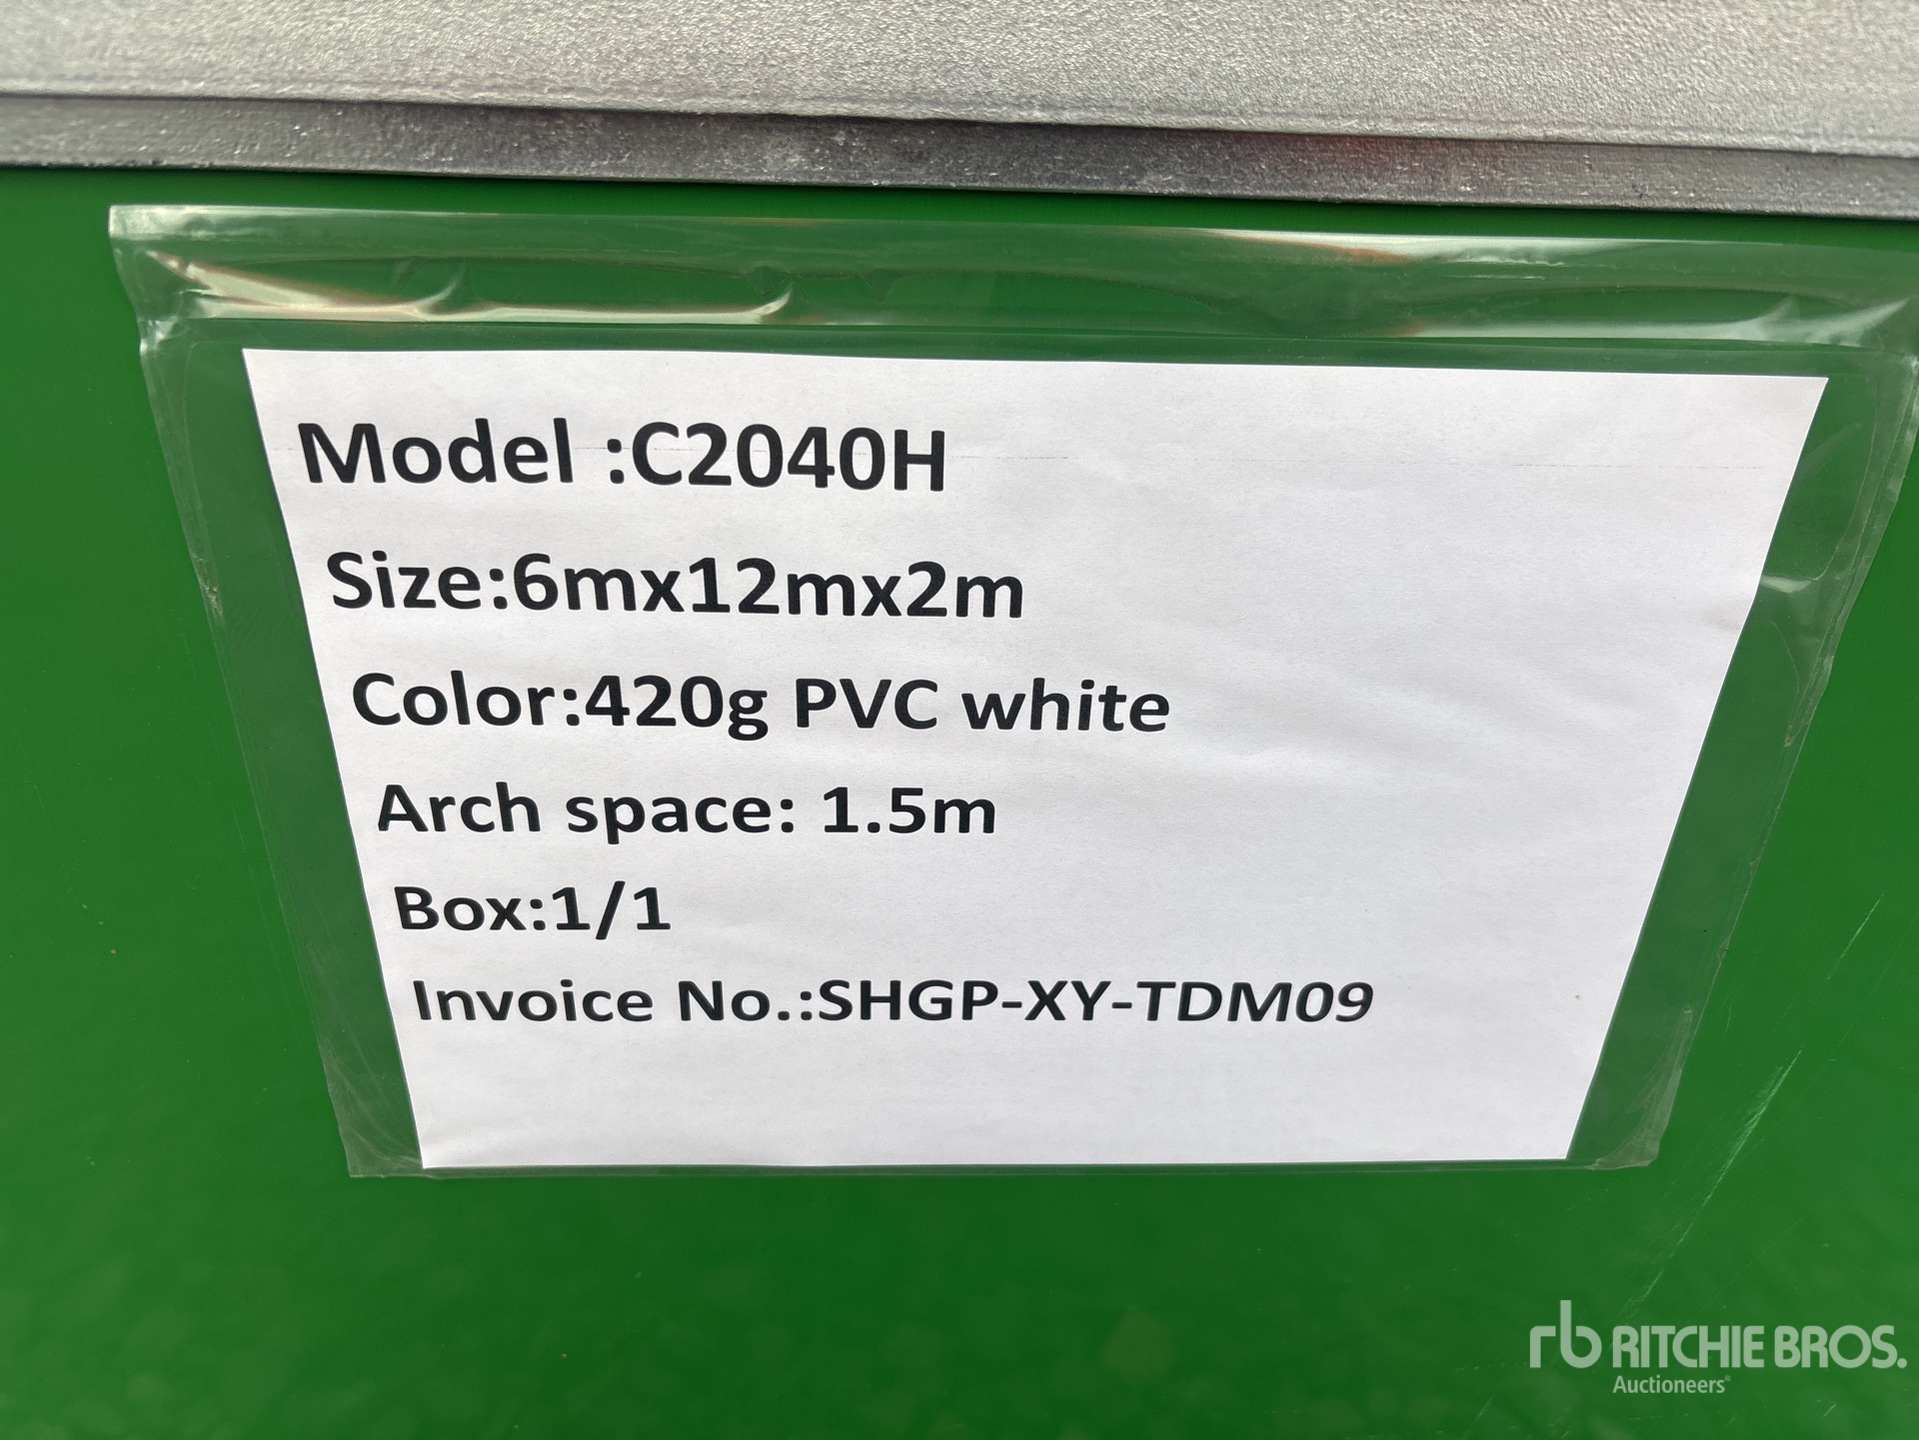 Model :C2040H
Size:6mx12mx2m
Color:420g PVC white
Arch space: 1.5m
Box:1/1
Invoice No.:SHGP-XY-TDM09
rb RITCHIE BROS.
Auctioneers®